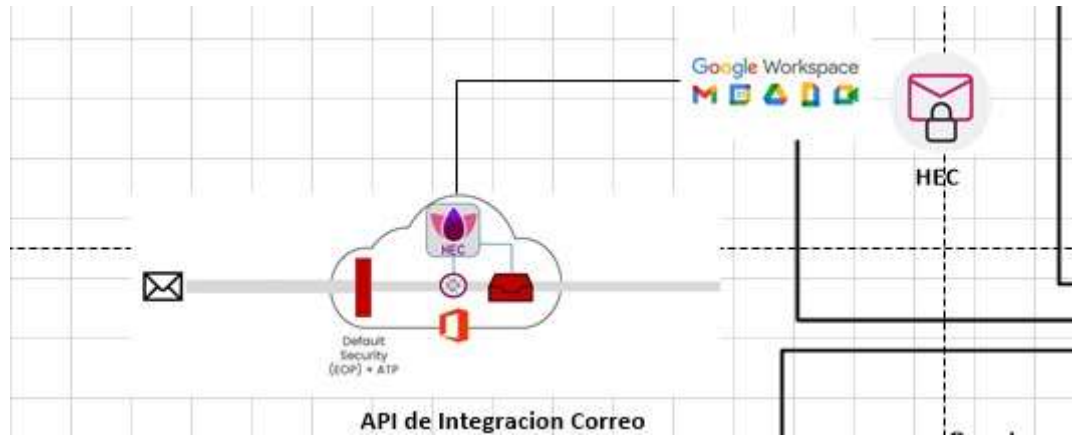 Google Workspace
HEC
HEC
Default
Security
(EOP) + ATP
API de Integracion Correo